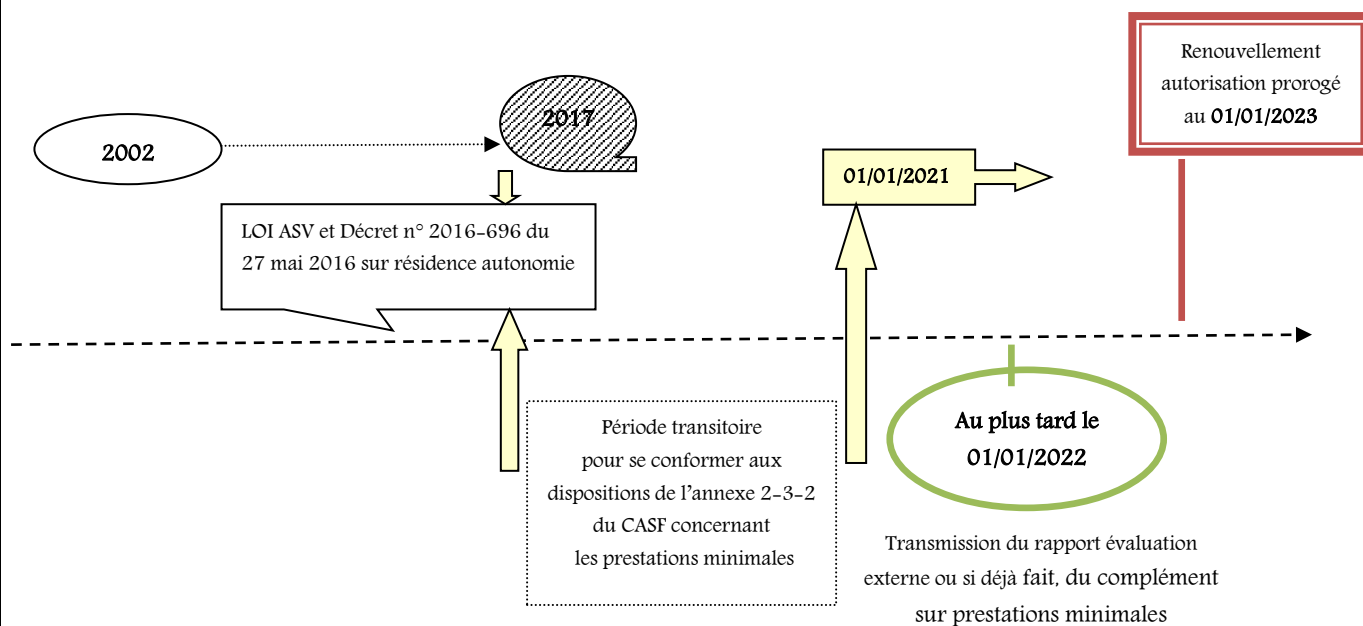 2002
2017
LOI ASV et Décret n° 2016-696 du
27 mai 2016 sur résidence autonomie
01/01/2021
Renouvellement
autorisation prorogé
au 01/01/2023
Période transitoire
pour se conformer aux
dispositions de l'annexe 2-3-2
du CASF concernant
les prestations minimales
Au plus tard le
01/01/2022
Transmission du rapport évaluation
externe ou si déjà fait, du complément
sur prestations minimales